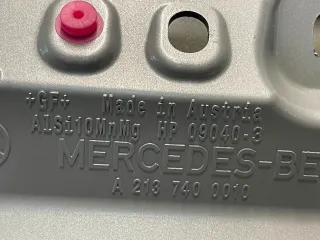 +GF+ Made in Austria
AlSi10MnMg HP 09040-3
MERCEDES-BE
A 213 740 0010